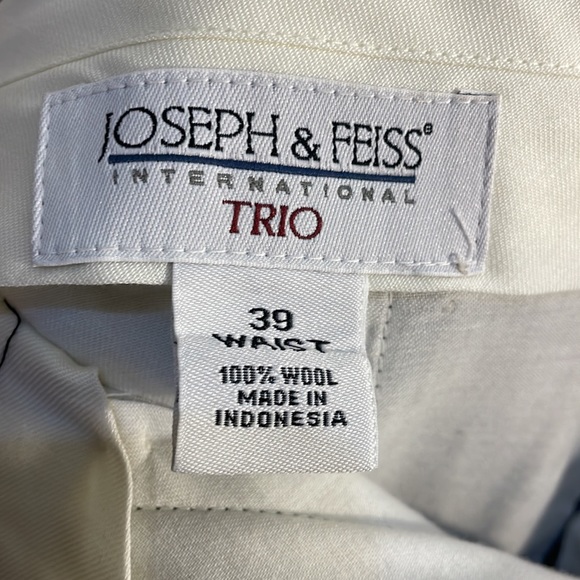 JOSEPH & FEISS®
INTERNATIONAL
TRIO
39
WAIST
100% WOOL
MADE IN
INDONESIA